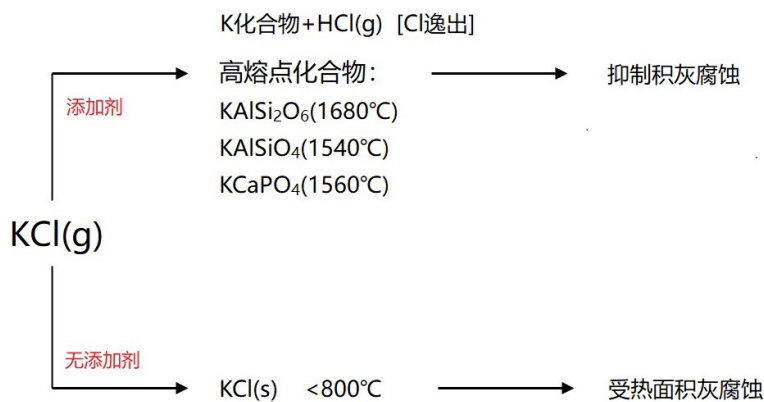 K化合物+HCl(g) [Cl逸出]
添加剂
高熔点化合物：
KAlSi₂O₆(1680℃)
KAlSiO₄(1540℃)
KCaPO₄(1560℃)
抑制积灰腐蚀
KCl(g)
无添加剂
KCl(s) <800℃
受热面积灰腐蚀